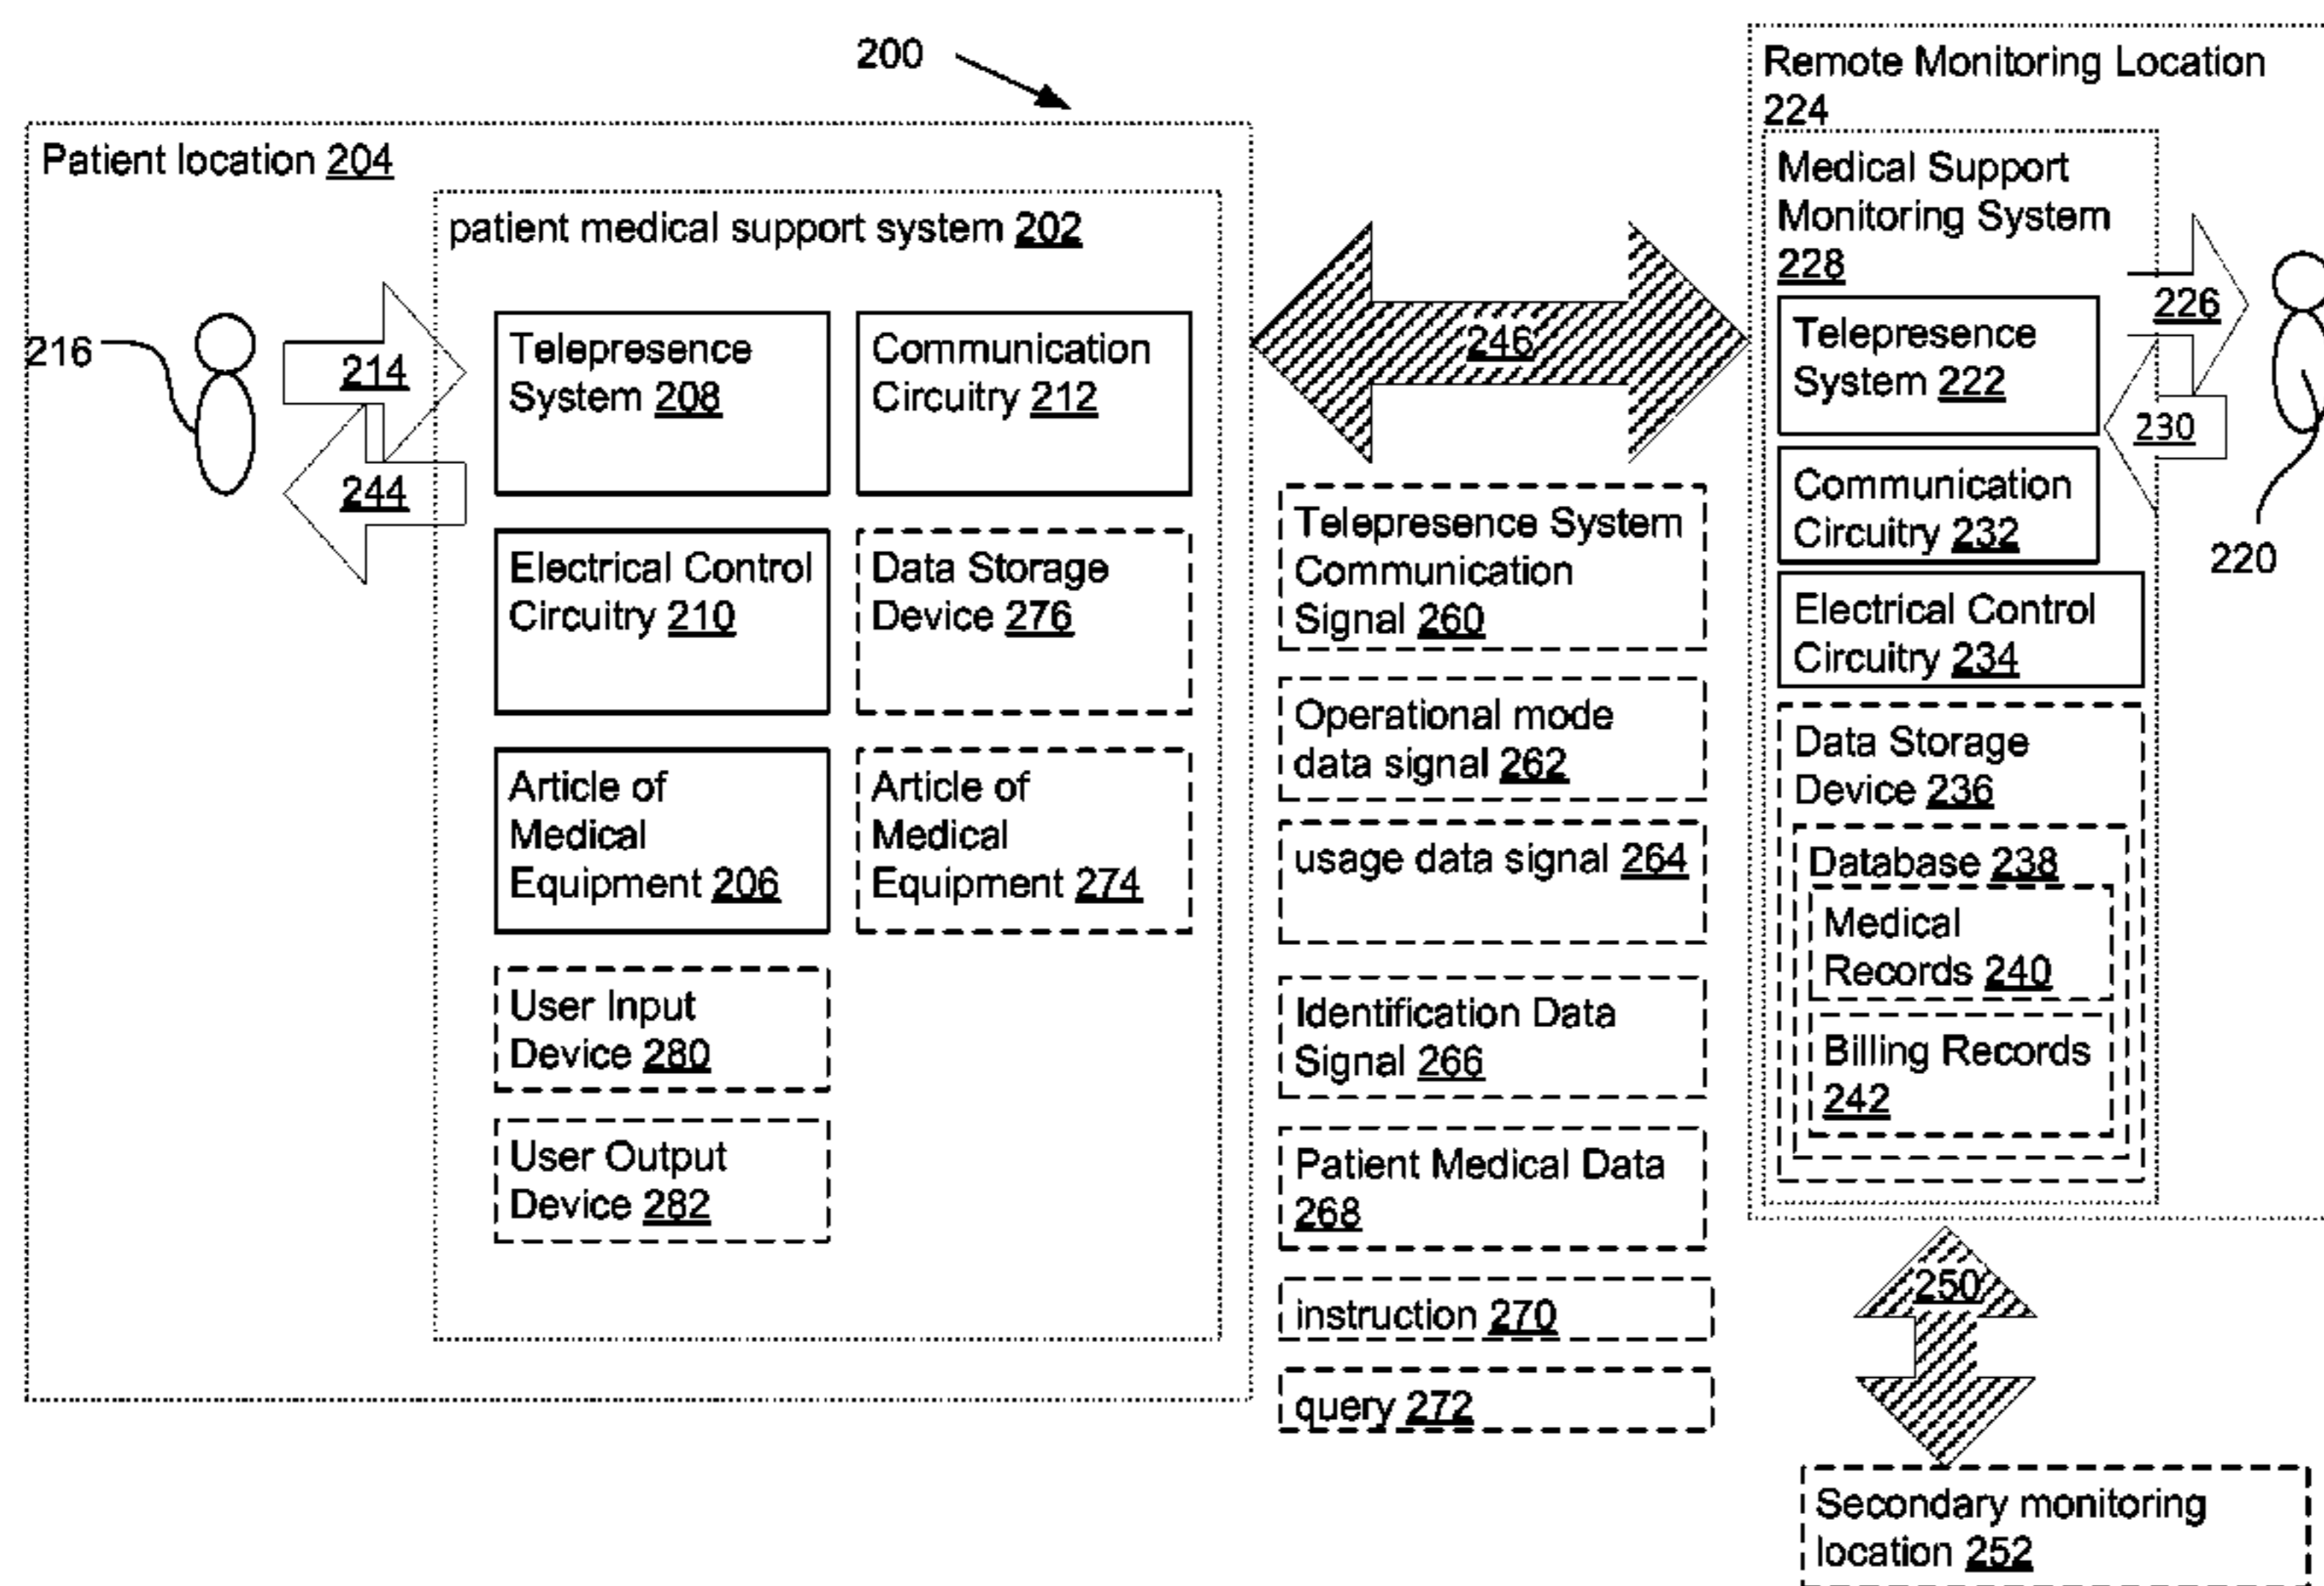 200
Patient location 204
patient medical support system 202
216
214
244
Telepresence
System 208
Communication
Circuitry 212
Electrical Control
Circuitry 210
Data Storage
Device 276
Article of
Medical
Equipment 206
Article of
Medical
Equipment 274
User Input
Device 280
User Output
Device 282
246
Telepresence System
Communication
Signal 260
Operational mode
data signal 262
usage data signal 264
Identification Data
Signal 266
Patient Medical Data
268
instruction 270
query 272
Remote Monitoring Location
224
Medical Support
Monitoring System
228
Telepresence
System 222
226
230
220
Communication
Circuitry 232
Electrical Control
Circuitry 234
Data Storage
Device 236
Database 238
Medical
Records 240
Billing Records
242
250
Secondary monitoring
location 252